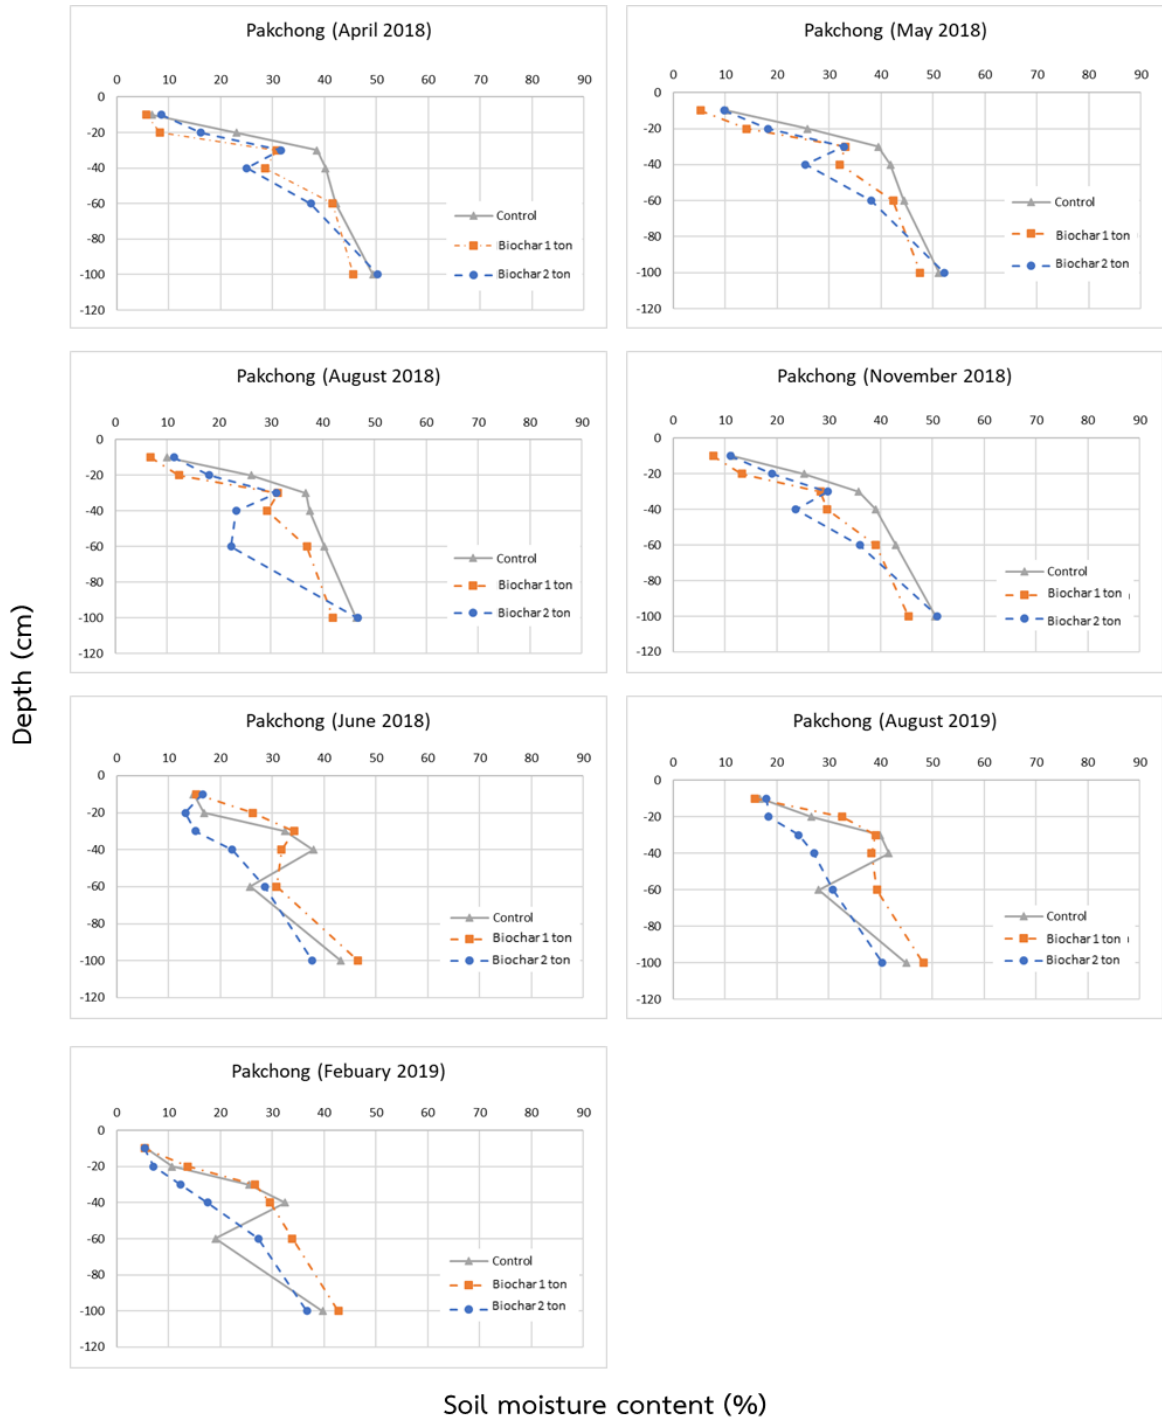 Pakchong (April 2018)
0 10 20 30 40 50 60 70 80 90
0
-20
-40
-60
-80
-100
-120
Control
Biochar 1 ton
Biochar 2 ton
Pakchong (May 2018)
0 10 20 30 40 50 60 70 80 90
0
-20
-40
-60
-80
-100
-120
Control
Biochar 1 ton
Biochar 2 ton
Pakchong (August 2018)
0 10 20 30 40 50 60 70 80 90
0
-20
-40
-60
-80
-100
-120
Control
Biochar 1 ton
Biochar 2 ton
Pakchong (November 2018)
0 10 20 30 40 50 60 70 80 90
0
-20
-40
-60
-80
-100
-120
Control
Biochar 1 ton
Biochar 2 ton
Depth (cm)
Pakchong (June 2018)
0 10 20 30 40 50 60 70 80 90
0
-20
-40
-60
-80
-100
-120
Control
Biochar 1 ton
Biochar 2 ton
Pakchong (August 2019)
0 10 20 30 40 50 60 70 80 90
0
-20
-40
-60
-80
-100
-120
Control
Biochar 1 ton
Biochar 2 ton
Pakchong (Febuary 2019)
0 10 20 30 40 50 60 70 80 90
0
-20
-40
-60
-80
-100
-120
Control
Biochar 1 ton
Biochar 2 ton
Soil moisture content (%)